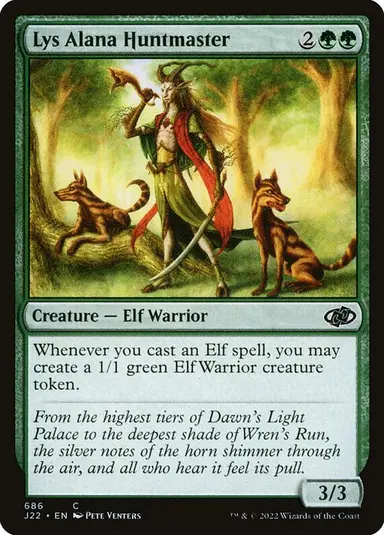 Lys Alana Huntmaster 2
Creature — Elf Warrior
Whenever you cast an Elf spell, you may
create a 1/1 green Elf Warrior creature
token.
From the highest tiers of Dawn's Light
Palace to the deepest shade of Wren's Run,
the silver notes of the horn shimmer through
the air, and all who hear it feel its pull.
3/3
686 C
J22 • EN Pete Venters
™ & © 2022 Wizards of the Coast